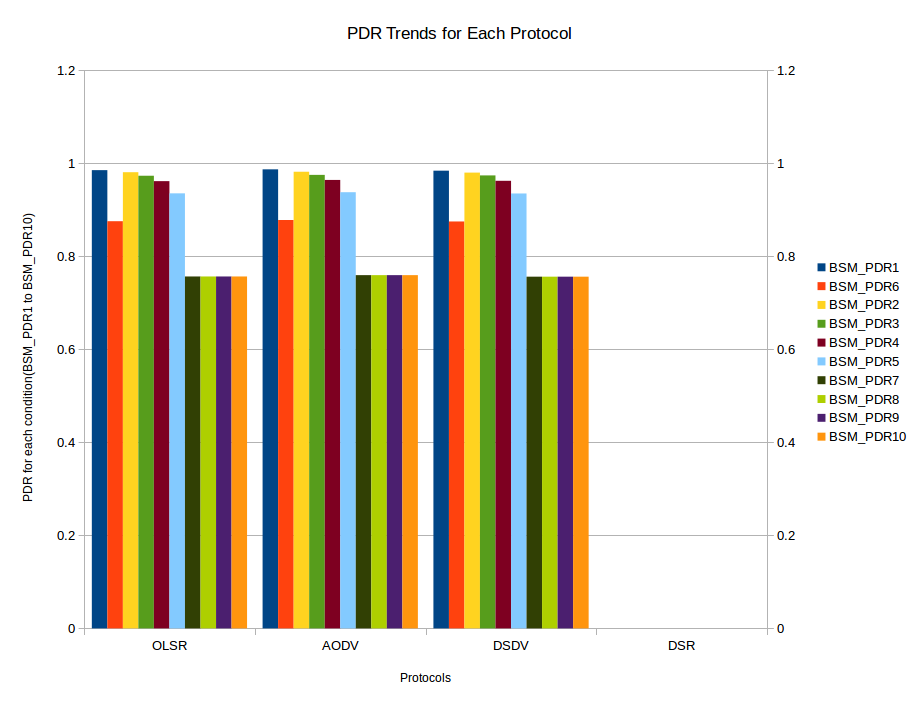 PDR Trends for Each Protocol
1.2
1
0.8
0.6
0.4
0.2
0
1.2
1
0.8
0.6
0.4
0.2
0
PDR for each condition(BSM_PDR1 to BSM_PDR10)
OLSR
AODV
DSDV
DSR
Protocols
BSM_PDR1
BSM_PDR6
BSM_PDR2
BSM_PDR3
BSM_PDR4
BSM_PDR5
BSM_PDR7
BSM_PDR8
BSM_PDR9
BSM_PDR10